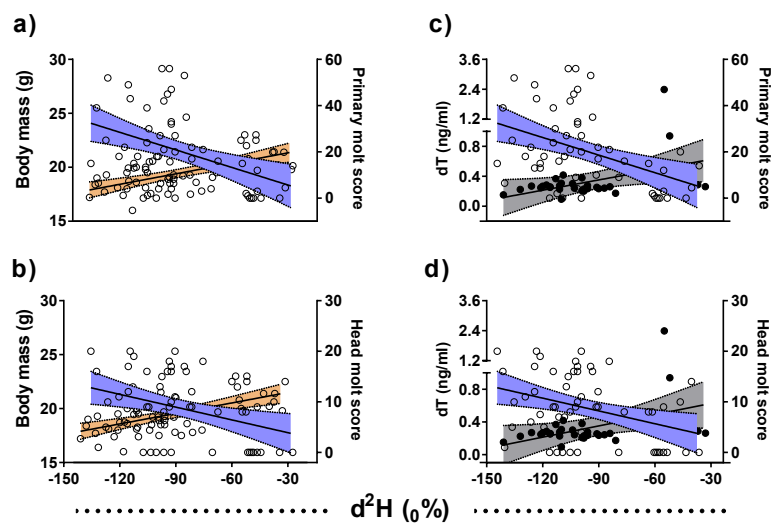 a)
c)
30
25
20
15
Body mass (g)
60
40
20
0
Primary molt score
3.6
2.4
1.2
0.8
0.4
0.0
dT (ng/ml)
60
40
20
0
Primary molt score
b)
d)
30
25
20
15
Body mass (g)
30
20
10
0
Head molt score
3.6
2.4
1.2
0.8
0.4
0.0
dT (ng/ml)
30
20
10
0
Head molt score
-150 -120 -90 -60 -30
-150 -120 -90 -60 -30
d²H (₀%)